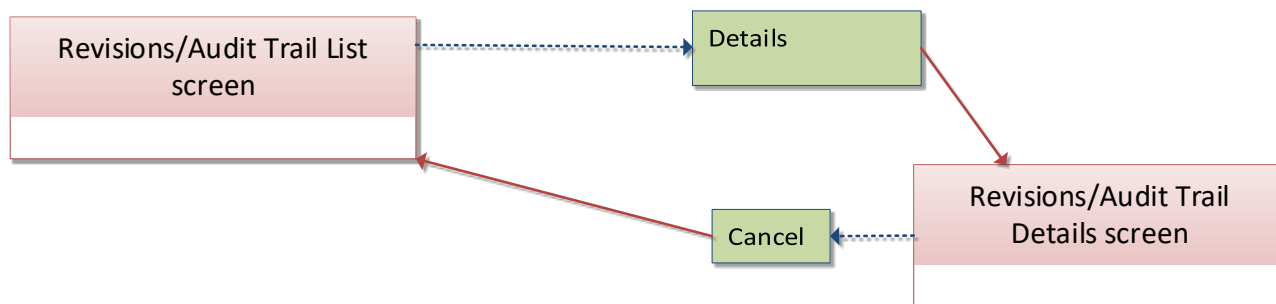 Revisions/Audit Trail List
screen
Details
Cancel
Revisions/Audit Trail
Details screen